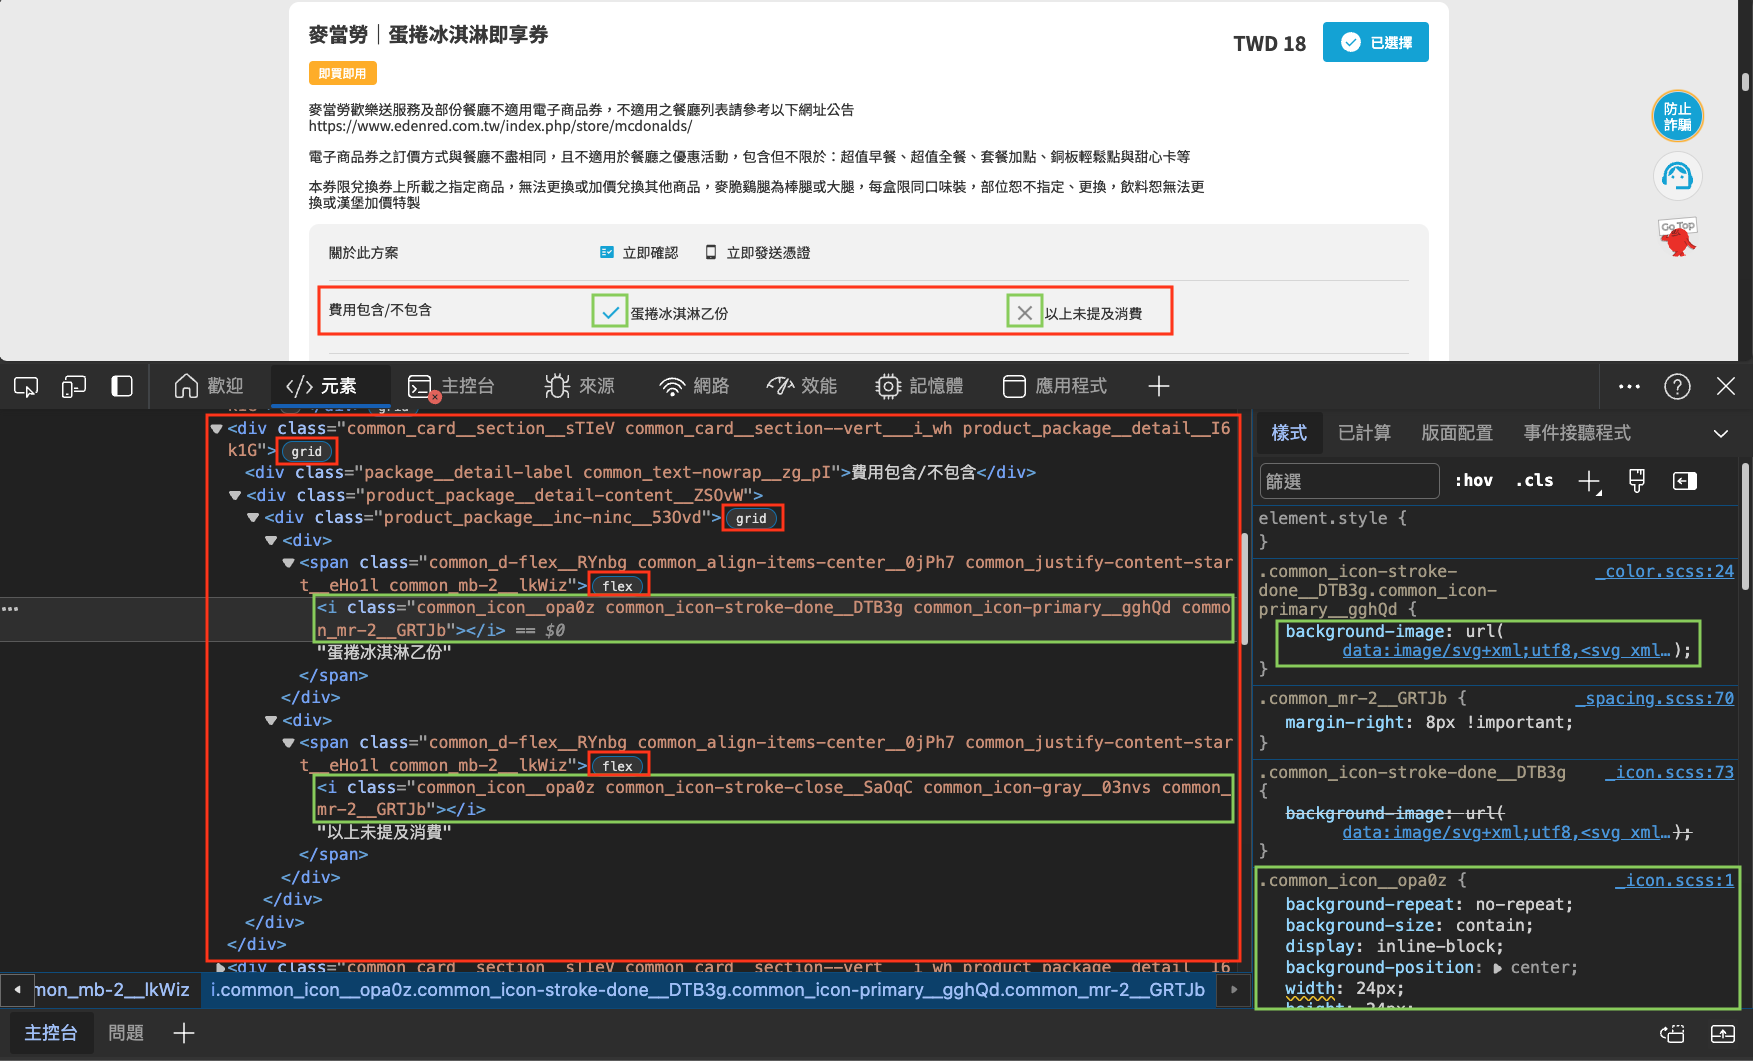 麥當勞｜蛋捲冰淇淋即享券
TWD 18
已選擇
即買即用
麥當勞歡樂送服務及部份餐廳不適用電子商品券，不適用之餐廳列表請參考以下網址公告
https://www.edenred.com.tw/index.php/store/mcdonalds/
電子商品券之訂價方式與餐廳不盡相同，且不適用於餐廳之優惠活動，包含但不限於：超值早餐、超值全餐、套餐加點、銅板輕鬆點與甜心卡等
本券限兌換券上所載之指定商品，無法更換或加價兌換其他商品，麥脆鷄腿為棒腿或大腿，每盒限同口味裝，部位恕不指定、更換，飲料恕無法更
換或漢堡加價特製
防止
詐騙
Go Top
關於此方案
立即確認
立即發送憑證
費用包含/不包含
蛋捲冰淇淋乙份
以上未提及消費
歡迎
</> 元素
主控台
來源
網路
效能
記憶體
應用程式
<div class="common_card__section__sTIeV common_card__section--vert___i_wh product_package__detail__I6
k1G"> grid
<div class="package__detail-label common_text-nowrap__zg_pI">費用包含/不包含</div>
<div class="product_package__detail-content__ZSOvW">
<div class="product_package__inc-ninc__53Ovd"> grid
<div>
<span class="common_d-flex__RYnbg common_align-items-center__0jPh7 common_justify-content-star
t__eHo1l common_mb-2__lkWiz"> flex
<i class="common_icon__opa0z common_icon-stroke-done__DTB3g common_icon-primary__gghQd commo
n_mr-2__GRTJb"></i> == $0
"蛋捲冰淇淋乙份"
</span>
</div>
<div>
<span class="common_d-flex__RYnbg common_align-items-center__0jPh7 common_justify-content-star
t__eHo1l common_mb-2__lkWiz"> flex
<i class="common_icon__opa0z common_icon-stroke-close__SaOqC common_icon-gray__03nvs common_
mr-2__GRTJb"></i>
"以上未提及消費"
</span>
</div>
</div>
</div>
</div>
<div class="common_card__section__sTIeV common_card__section--vert___i_wh product_package__detail__I6
mon_mb-2__lkWiz
i.common_icon__opa0z.common_icon-stroke-done__DTB3g.common_icon-primary__gghQd.common_mr-2__GRTJb
樣式
已計算
版面配置
事件接聽程式
篩選
:hov
.cls
element.style {
}
.common_icon-stroke-
_color.scss:24
done__DTB3g.common_icon-
primary__gghQd {
background-image: url(
data:image/svg+xml;utf8,<svg xml…);
}
.common_mr-2__GRTJb {
_spacing.scss:70
margin-right: 8px !important;
}
.common_icon-stroke-done__DTB3g
_icon.scss:73
{
background-image: url(
data:image/svg+xml;utf8,<svg xml…);
}
.common_icon__opa0z {
_icon.scss:1
background-repeat: no-repeat;
background-size: contain;
display: inline-block;
background-position: center;
width: 24px;
height: 24px;
主控台
問題